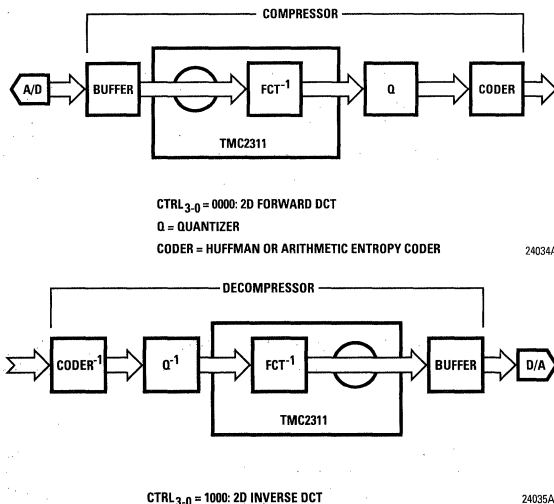 COMPRESSOR
A/D
BUFFER
FCT-1
Q
CODER
TMC2311
CTRL3-0 = 0000: 2D FORWARD DCT
Q = QUANTIZER
CODER = HUFFMAN OR ARITHMETIC ENTROPY CODER
24034A
DECOMPRESSOR
CODER-1
Q-1
FCT-1
BUFFER
D/A
TMC2311
CTRL3-0 = 1000: 2D INVERSE DCT
24035A